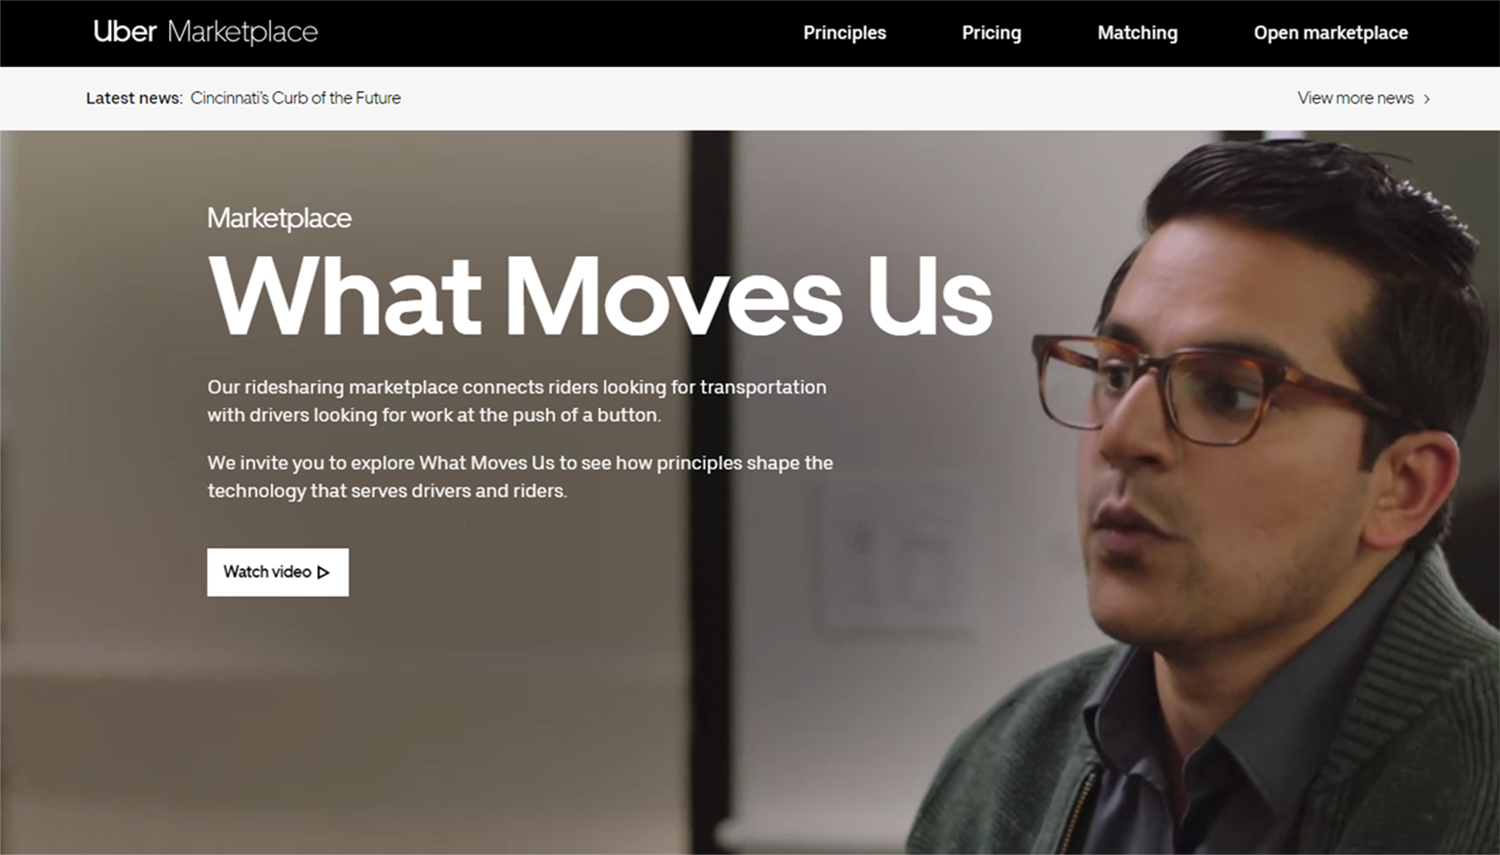 Uber Marketplace
Principles
Pricing
Matching
Open marketplace
Latest news: Cincinnati's Curb of the Future
View more news
Marketplace
What Moves Us
Our ridesharing marketplace connects riders looking for transportation
with drivers looking for work at the push of a button.
We invite you to explore What Moves Us to see how principles shape the
technology that serves drivers and riders.
Watch video